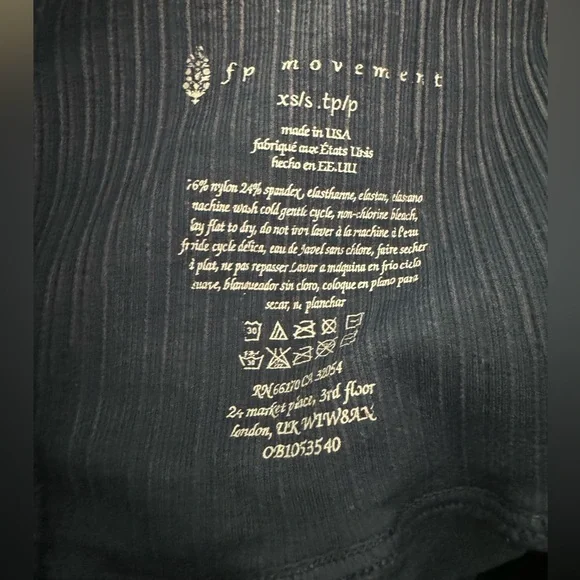 fp movement
xs/s .tp/p
made in USA
fabriqué aux États Unis
hecho en EE.UU
76% nylon 24% spandex, elasthanne, elastan, elastano
machine wash cold gentle cycle, non-chlorine bleach,
lay flat to dry, do not iron laver à la machine à l'eau
froide cycle délica, eau de javel sans chlore, faire secher
à plat, ne pas repasser Lavar a máquina en frio ciclo
suave, blanqueador sin cloro, coloque en plano para
secar, no planchar
30
30
RN 66170 CA 32054
24 market place, 3rd floor
london, UK W1W8AX
OB1053540